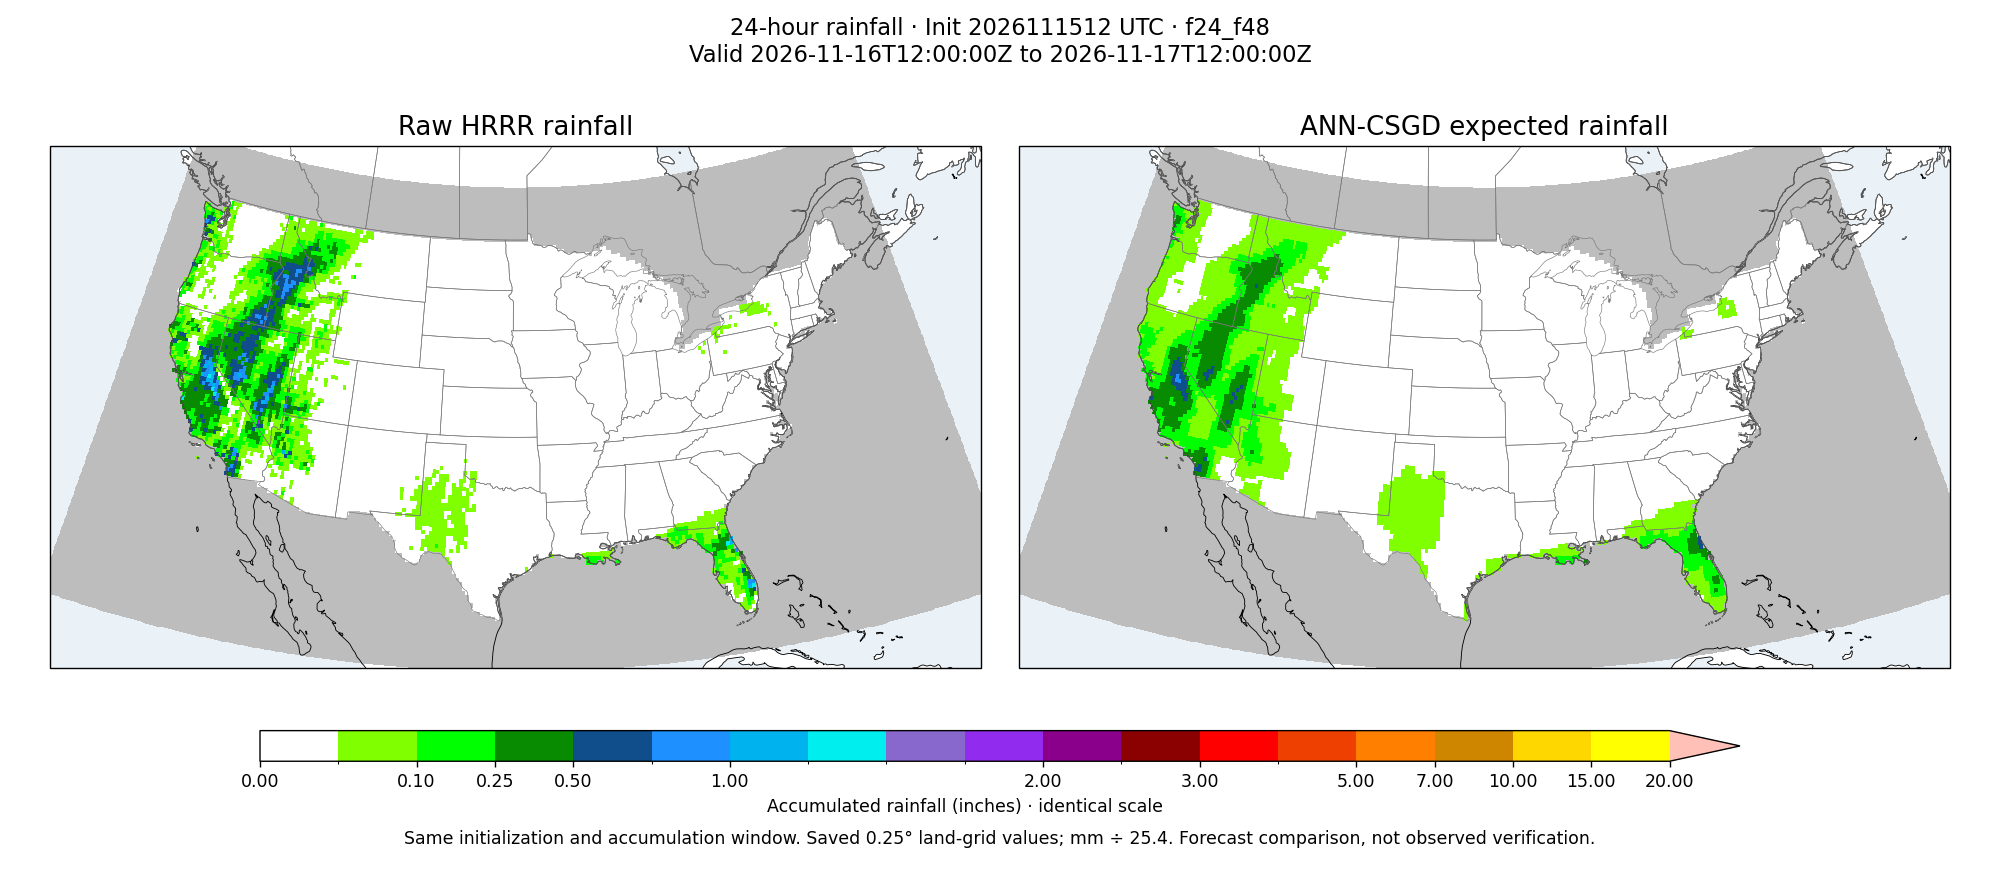 24-hour rainfall · Init 2026111512 UTC · f24_f48
Valid 2026-11-16T12:00:00Z to 2026-11-17T12:00:00Z
Raw HRRR rainfall
ANN-CSGD expected rainfall
0.00 0.10 0.25 0.50 1.00 2.00 3.00 5.00 7.00 10.00 15.00 20.00
Accumulated rainfall (inches) · identical scale
Same initialization and accumulation window. Saved 0.25° land-grid values; mm ÷ 25.4. Forecast comparison, not observed verification.